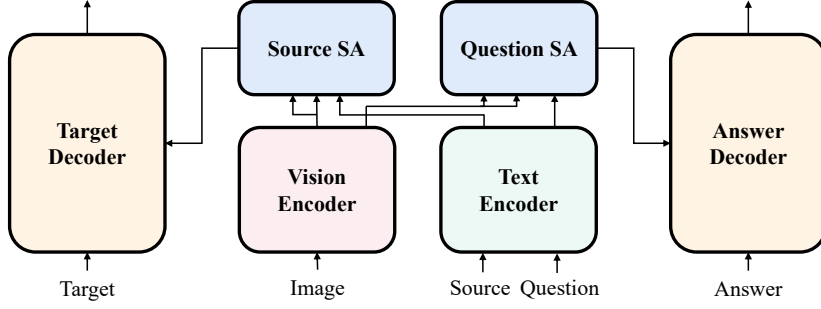 Source SA
Question SA
Target
Decoder
Vision
Encoder
Text
Encoder
Answer
Decoder
Target
Image
Source
Question
Answer